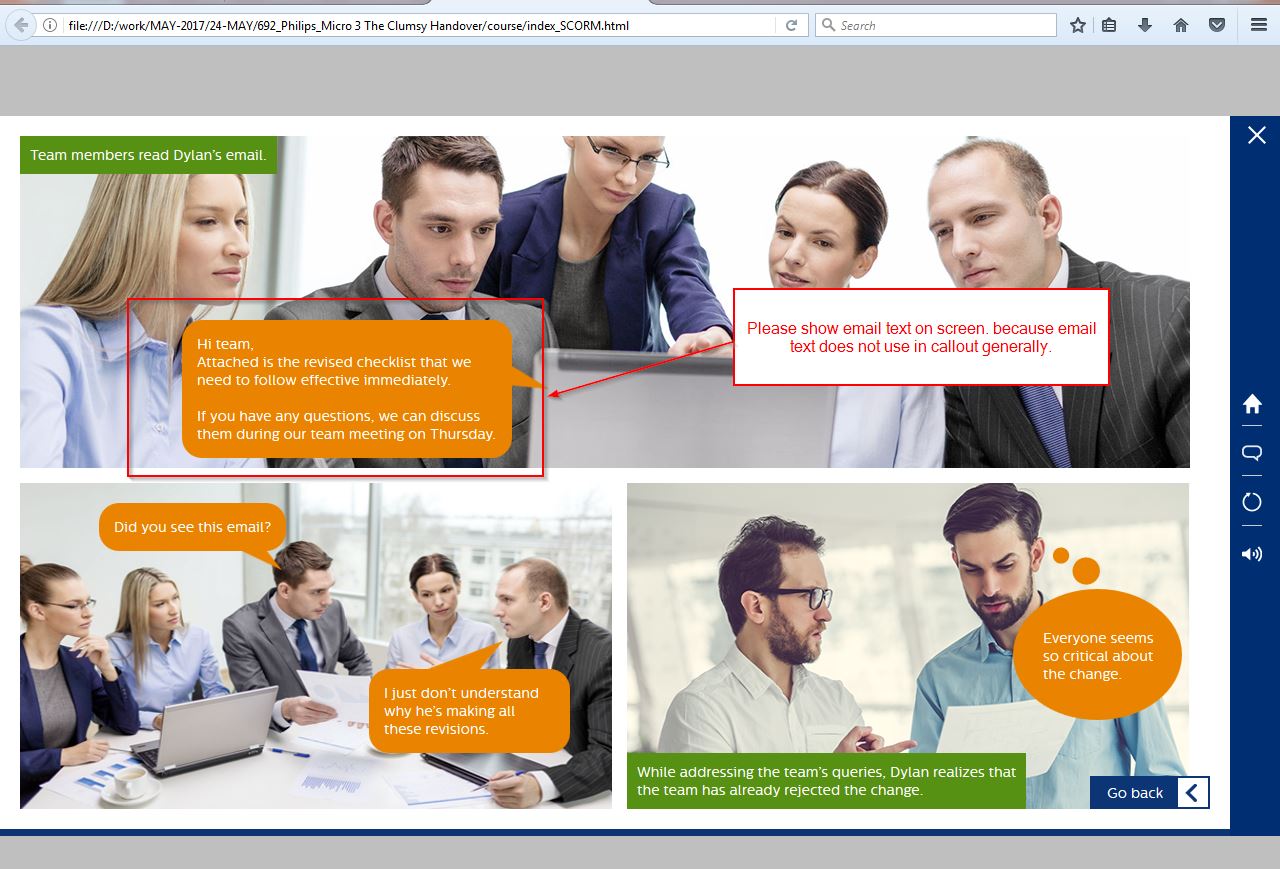 file:///D:/work/MAY-2017/24-MAY/692_Philips_Micro 3 The Clumsy Handover/course/index_SCORM.html
Search
Team members read Dylan's email.
Hi team,
Attached is the revised checklist that we
need to follow effective immediately.
If you have any questions, we can discuss
them during our team meeting on Thursday.
Please show email text on screen. because email
text does not use in callout generally.
Did you see this email?
I just don't understand
why he's making all
these revisions.
Everyone seems
so critical about
the change.
While addressing the team's queries, Dylan realizes that
the team has already rejected the change.
Go back